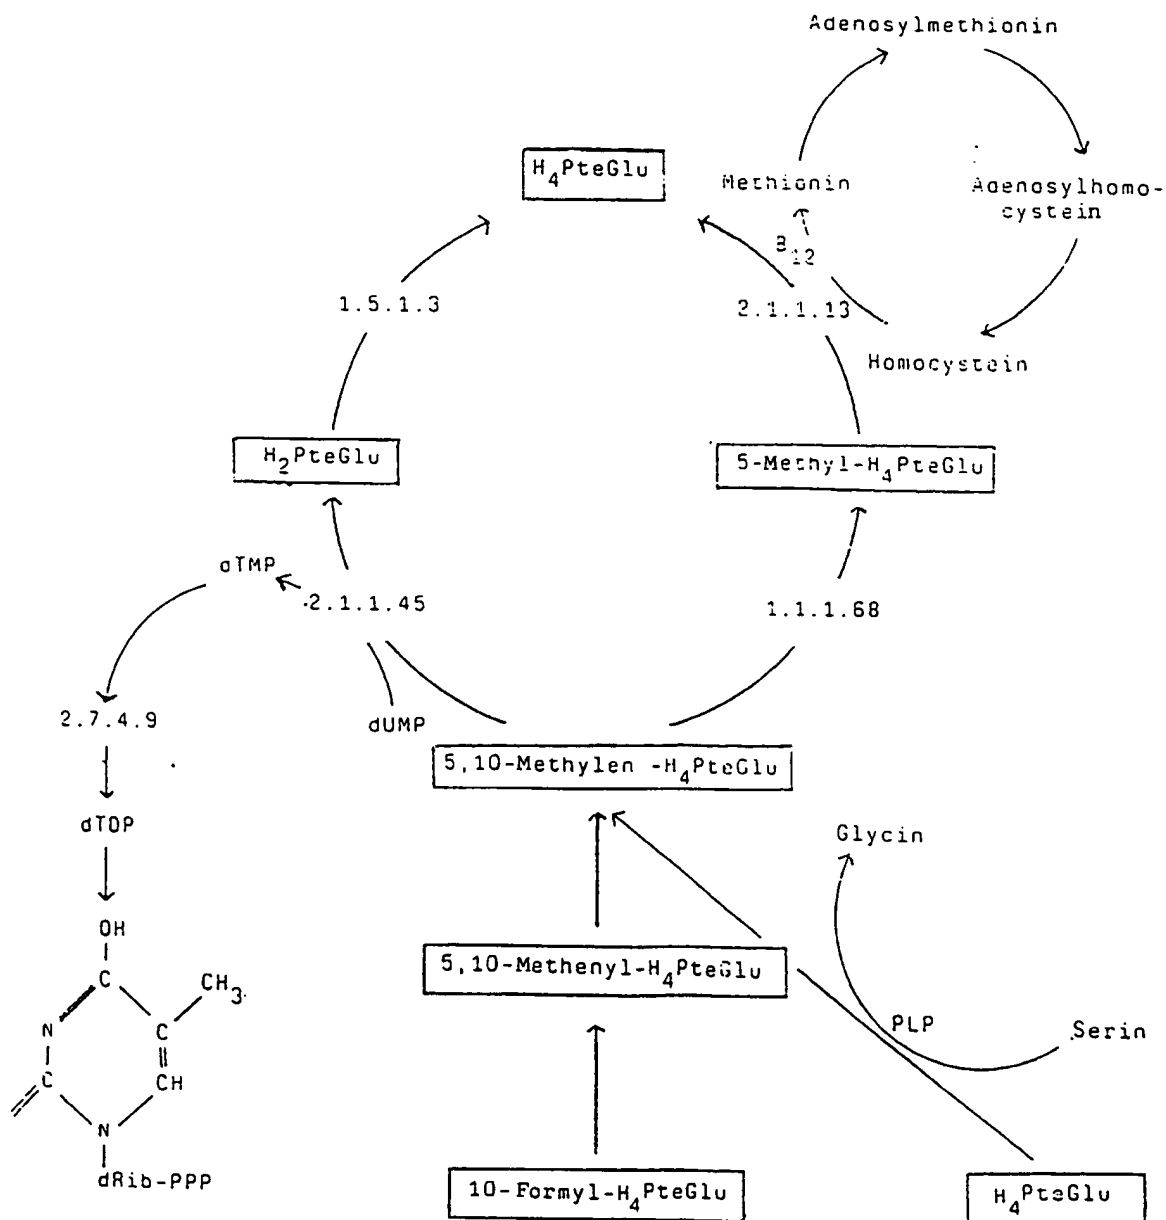 Adenosylmethionin
H4PteGlu
Methionin
Adenosylhomo-
cystein
B12
1.5.1.3
2.1.1.13
Homocystein
H2PteGlu
5-Methyl-H4PteGlu
dTMP
2.1.1.45
1.1.1.68
2.7.4.9
dUMP
5,10-Methylen -H4PteGlu
dTDP
Glycin
OH
5,10-Methenyl-H4PteGlu
C
CH3
N
C
PLP
Serin
C
CH
N
dRib-PPP
10-Formyl-H4PteGlu
H4PteGlu